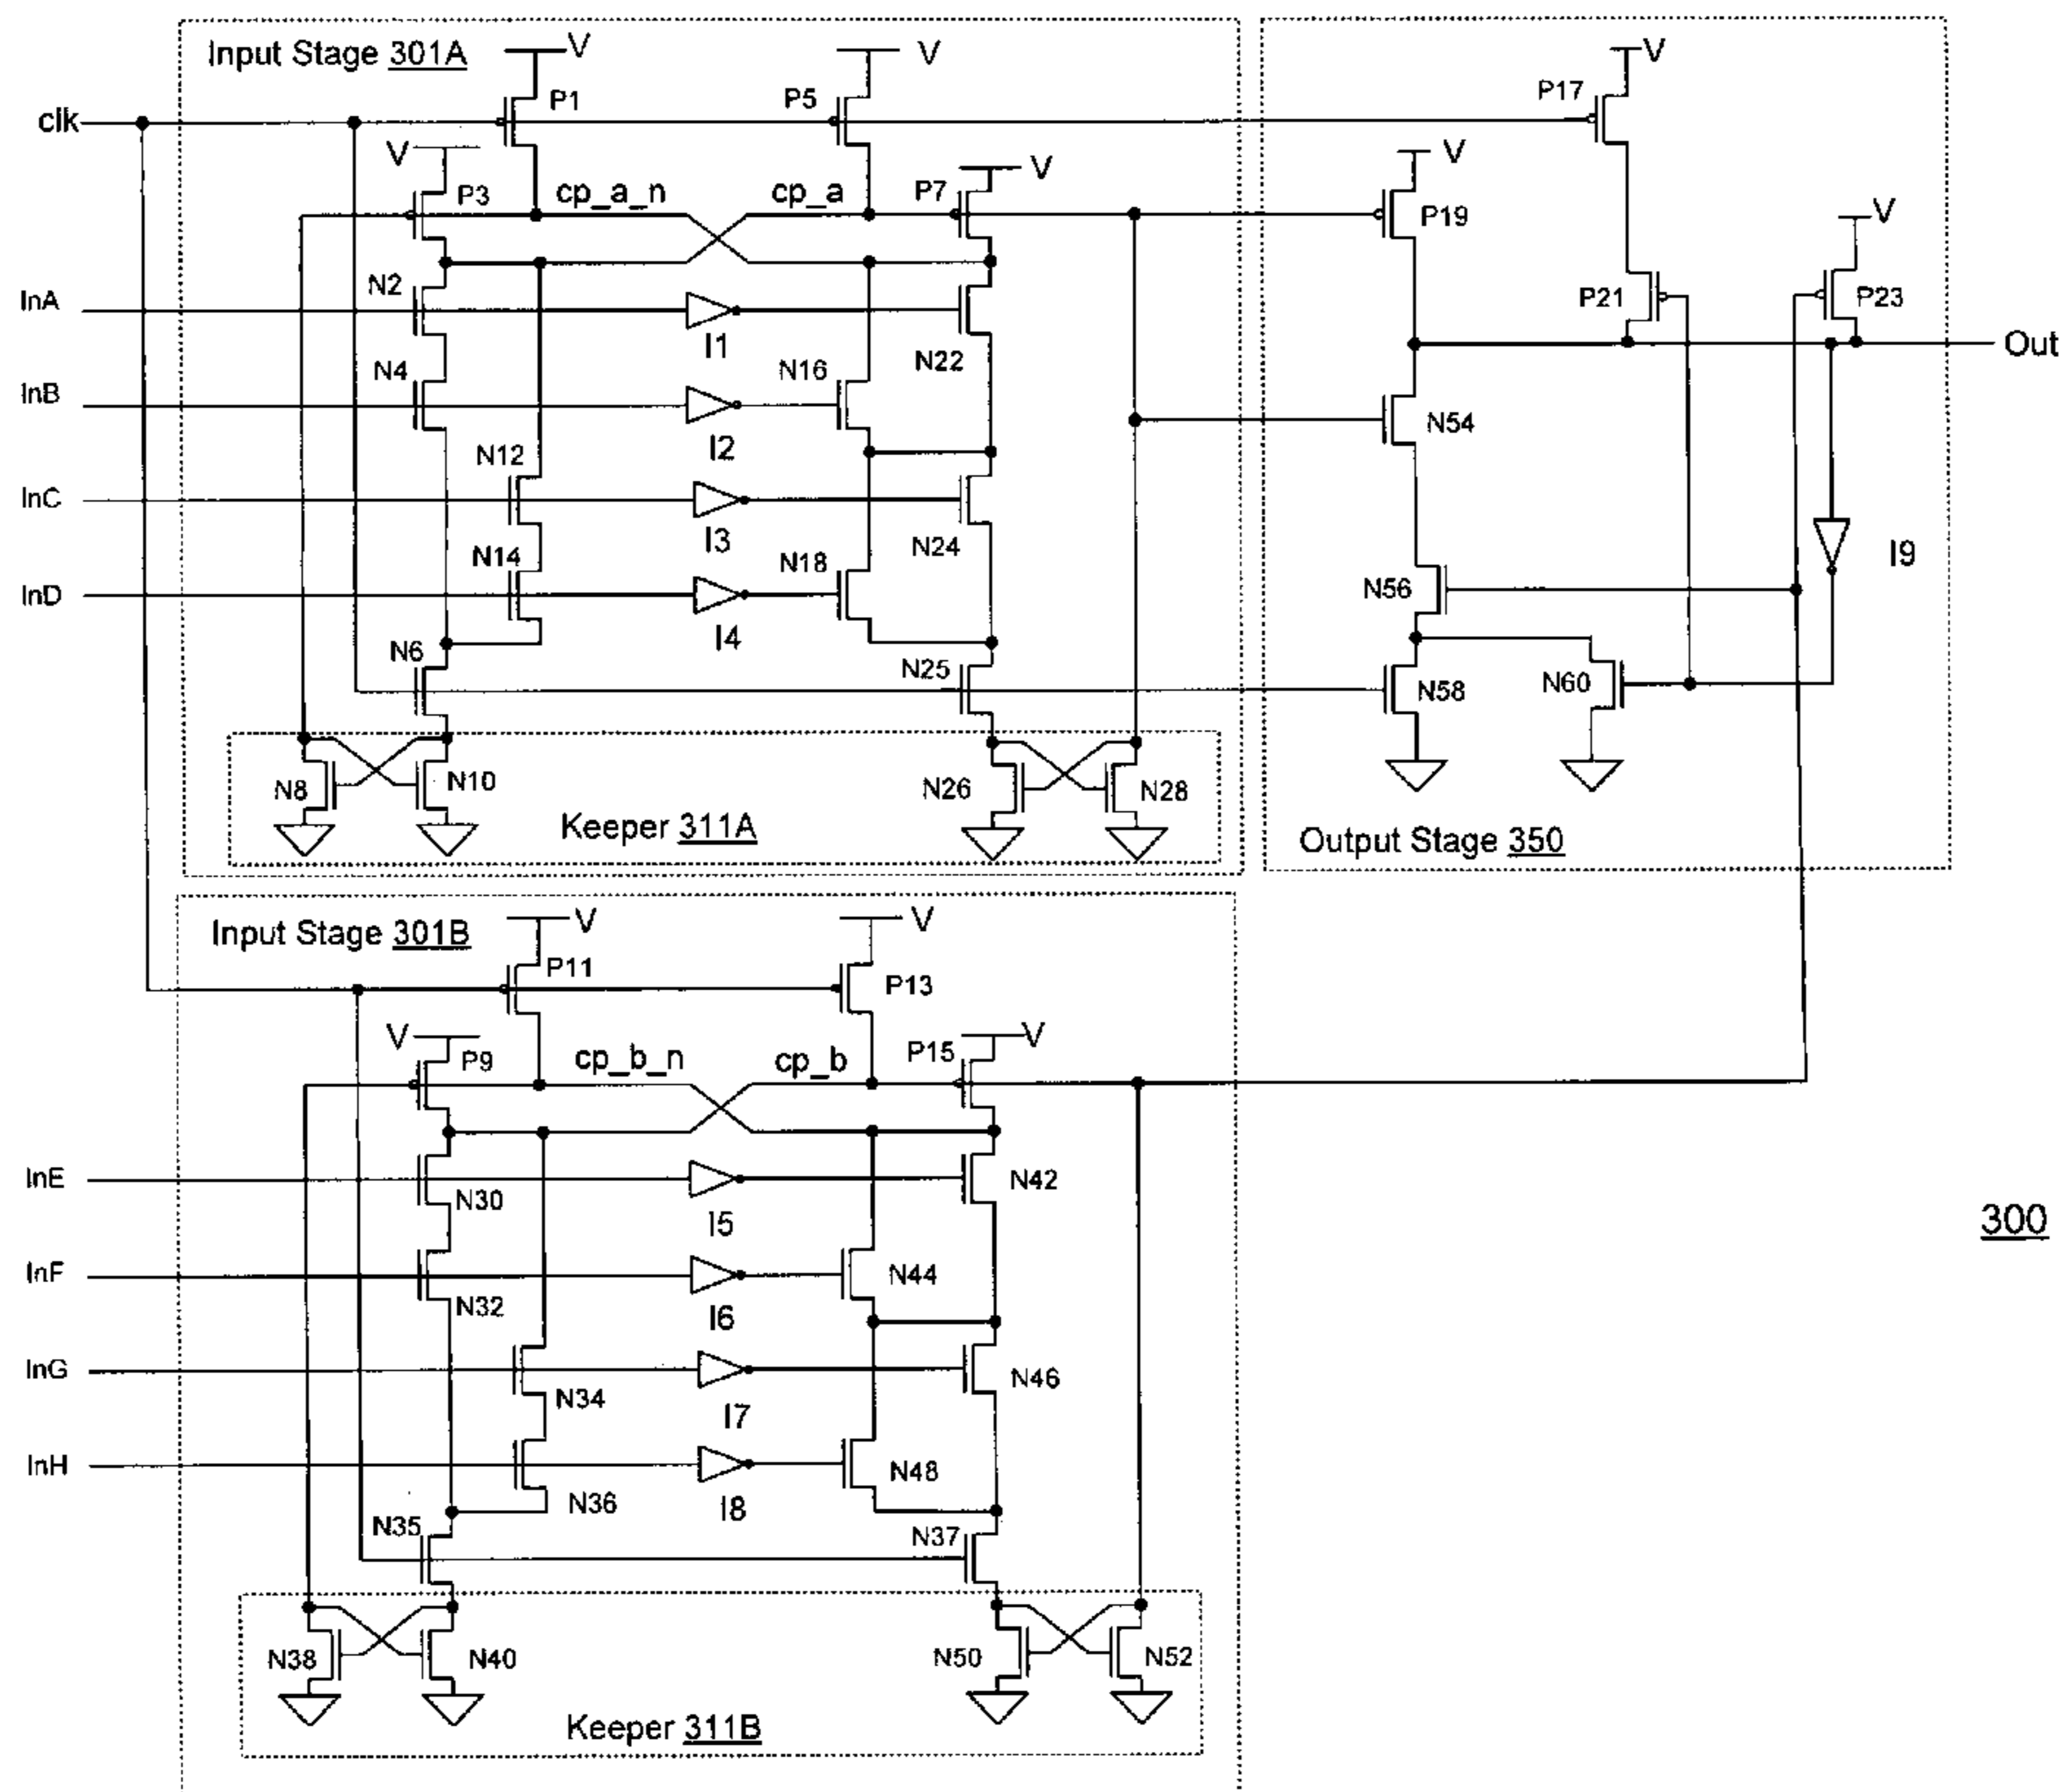 Input Stage 301A
V
V
V
P1
P5
P17
clk
V
V
V
P3
cp_a_n
cp_a
P7
P19
V
N2
InA
I1
N22
P21
P23
Out
N4
N16
InB
I2
N54
N12
InC
I3
N24
I9
N14
N18
N56
InD
I4
N6
N25
N58
N60
N8
N10
N26
N28
Keeper 311A
Output Stage 350
Input Stage 301B
V
V
P11
P13
V
V
P9
cp_b_n
cp_b
P15
InE
N30
I5
N42
300
InF
N32
I6
N44
InG
N34
I7
N46
InH
N36
I8
N48
N35
N37
N38
N40
N50
N52
Keeper 311B